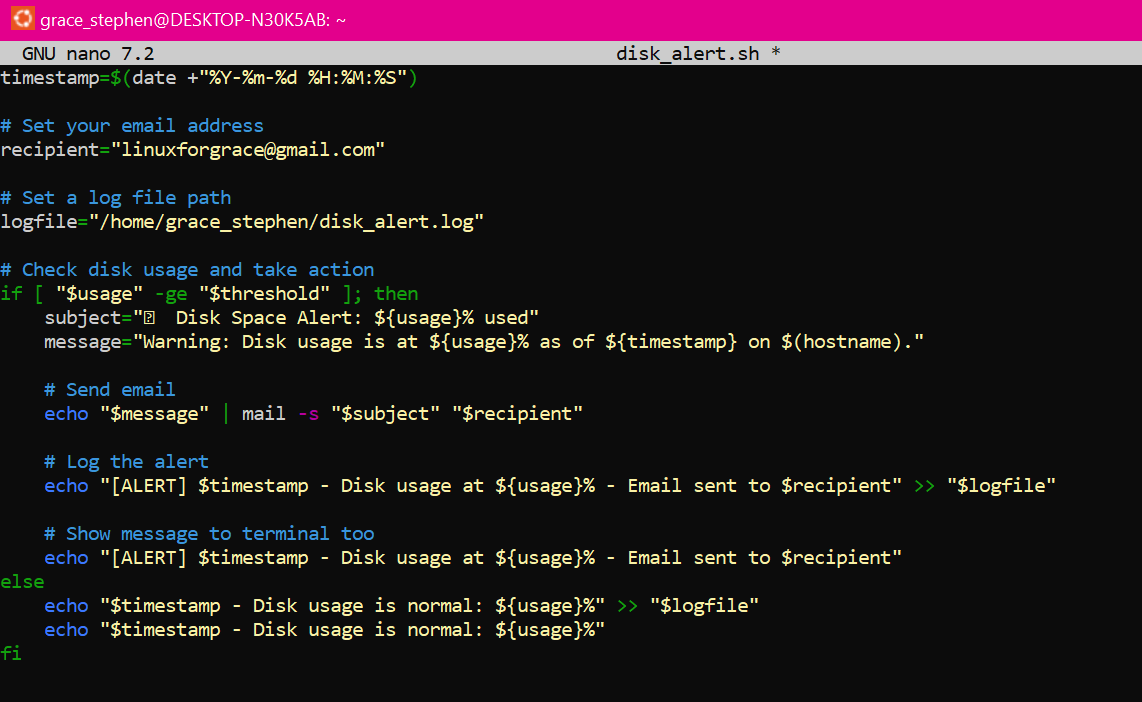 grace_stephen@DESKTOP-N30K5AB: ~
GNU nano 7.2 disk_alert.sh *
timestamp=$(date +"%Y-%m-%d %H:%M:%S")
# Set your email address
recipient="linuxforgrace@gmail.com"
# Set a log file path
logfile="/home/grace_stephen/disk_alert.log"
# Check disk usage and take action
if [ "$usage" -ge "$threshold" ]; then
    subject="⍰  Disk Space Alert: ${usage}% used"
    message="Warning: Disk usage is at ${usage}% as of ${timestamp} on $(hostname)."
    # Send email
    echo "$message" | mail -s "$subject" "$recipient"
    # Log the alert
    echo "[ALERT] $timestamp - Disk usage at ${usage}% - Email sent to $recipient" >> "$logfile"
    # Show message to terminal too
    echo "[ALERT] $timestamp - Disk usage at ${usage}% - Email sent to $recipient"
else
    echo "$timestamp - Disk usage is normal: ${usage}%" >> "$logfile"
    echo "$timestamp - Disk usage is normal: ${usage}%"
fi